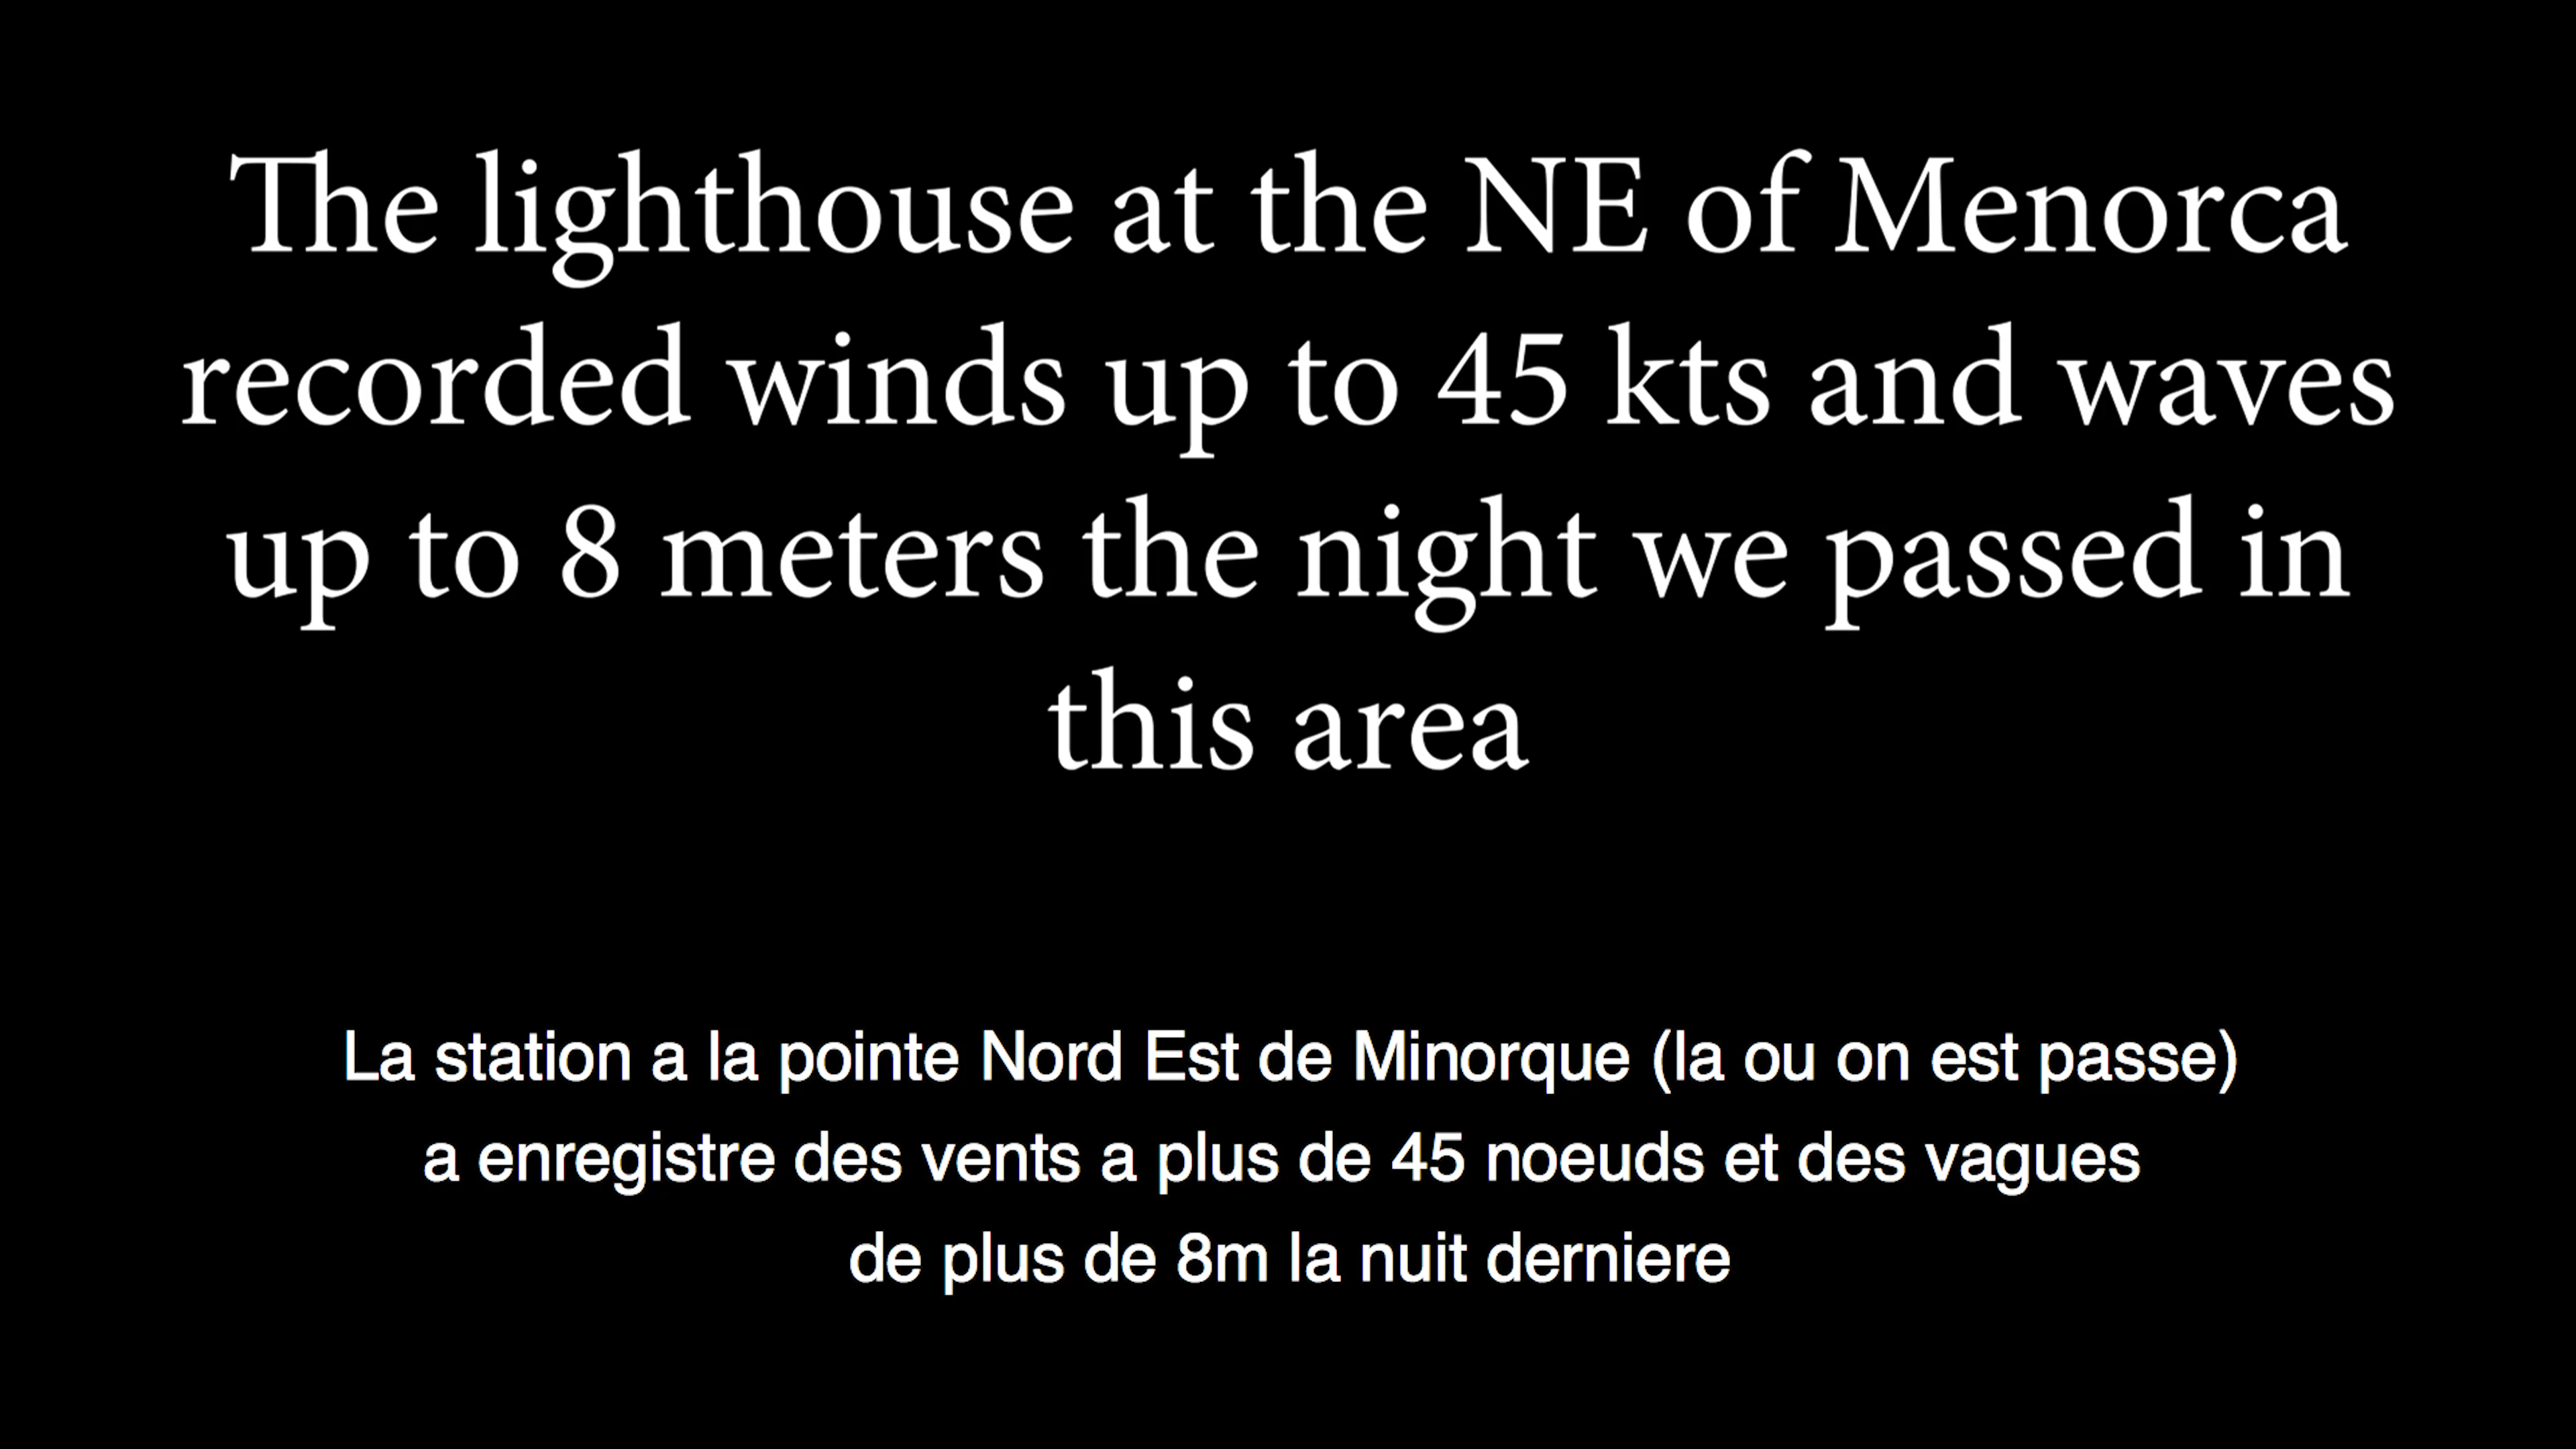 The lighthouse at the NE of Menorca
recorded winds up to 45 kts and waves
up to 8 meters the night we passed in
this area
La station a la pointe Nord Est de Minorque (la ou on est passe)
a enregistre des vents a plus de 45 noeuds et des vagues
de plus de 8m la nuit derniere